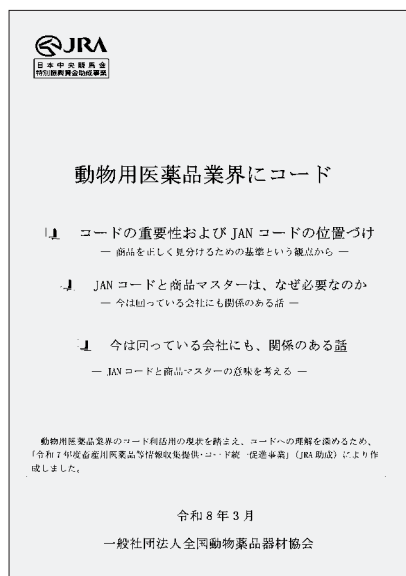 JRA
日本中央競馬会
特別振興資金助成事業
動物用医薬品業界にコード
コードの重要性および JAN コードの位置づけ
― 商品を正しく見分けるための基準という観点から ―
JAN コードと商品マスターは、なぜ必要なのか
― 今は回っている会社にも関係のある話 ―
今は回っている会社にも、関係のある話
― JAN コードと商品マスターの意味を考える ―
動物用医薬品業界のコード利活用の現状を踏まえ、コードへの理解を深めるため、
「令和7年度畜産用医薬品等情報収集提供・コード統一促進事業」(JRA 助成) により作
成しました。
令和8年3月
一般社団法人全国動物薬品器材協会